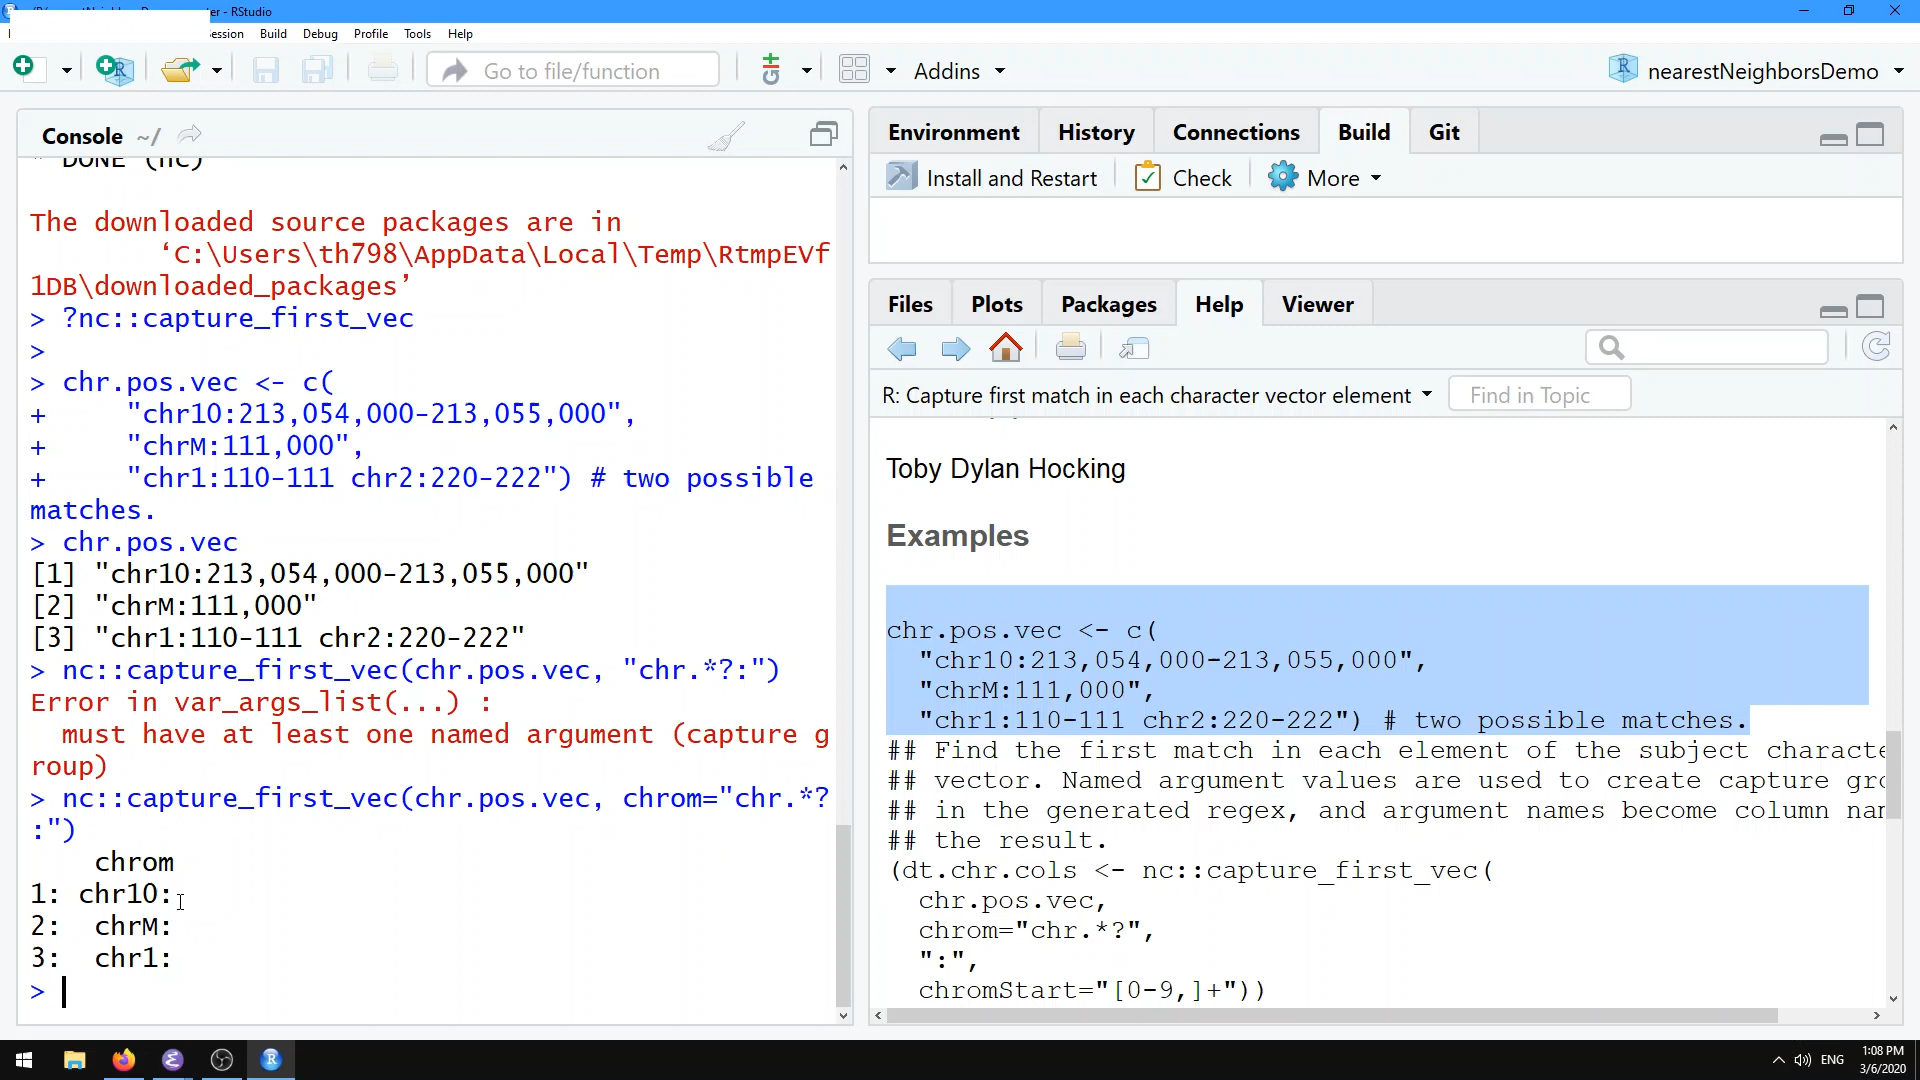 - RStudio
Build Debug Profile Tools Help
Go to file/function
Addins
nearestNeighborsDemo
Console ~/
DONE (nc)
The downloaded source packages are in
‘C:\Users\th798\AppData\Local\Temp\RtmpEVf
1DB\downloaded_packages’
> ?nc::capture_first_vec
>
> chr.pos.vec <- c(
+ "chr10:213,054,000-213,055,000",
+ "chrM:111,000",
+ "chr1:110-111 chr2:220-222") # two possible
matches.
> chr.pos.vec
[1] "chr10:213,054,000-213,055,000"
[2] "chrM:111,000"
[3] "chr1:110-111 chr2:220-222"
> nc::capture_first_vec(chr.pos.vec, "chr.*?:")
Error in var_args_list(...) :
must have at least one named argument (capture g
roup)
> nc::capture_first_vec(chr.pos.vec, chrom="chr.*?
:")
chrom
1: chr10:
2: chrM:
3: chr1:
>
Environment History Connections Build Git
Install and Restart Check More
Files Plots Packages Help Viewer
R: Capture first match in each character vector element
Find in Topic
Toby Dylan Hocking
Examples
chr.pos.vec <- c(
"chr10:213,054,000-213,055,000",
"chrM:111,000",
"chr1:110-111 chr2:220-222") # two possible matches.
## Find the first match in each element of the subject characte
## vector. Named argument values are used to create capture gro
## in the generated regex, and argument names become column nam
## the result.
(dt.chr.cols <- nc::capture_first_vec(
chr.pos.vec,
chrom="chr.*?",
":",
chromStart="[0-9,]+"))
ENG
1:08 PM
3/6/2020